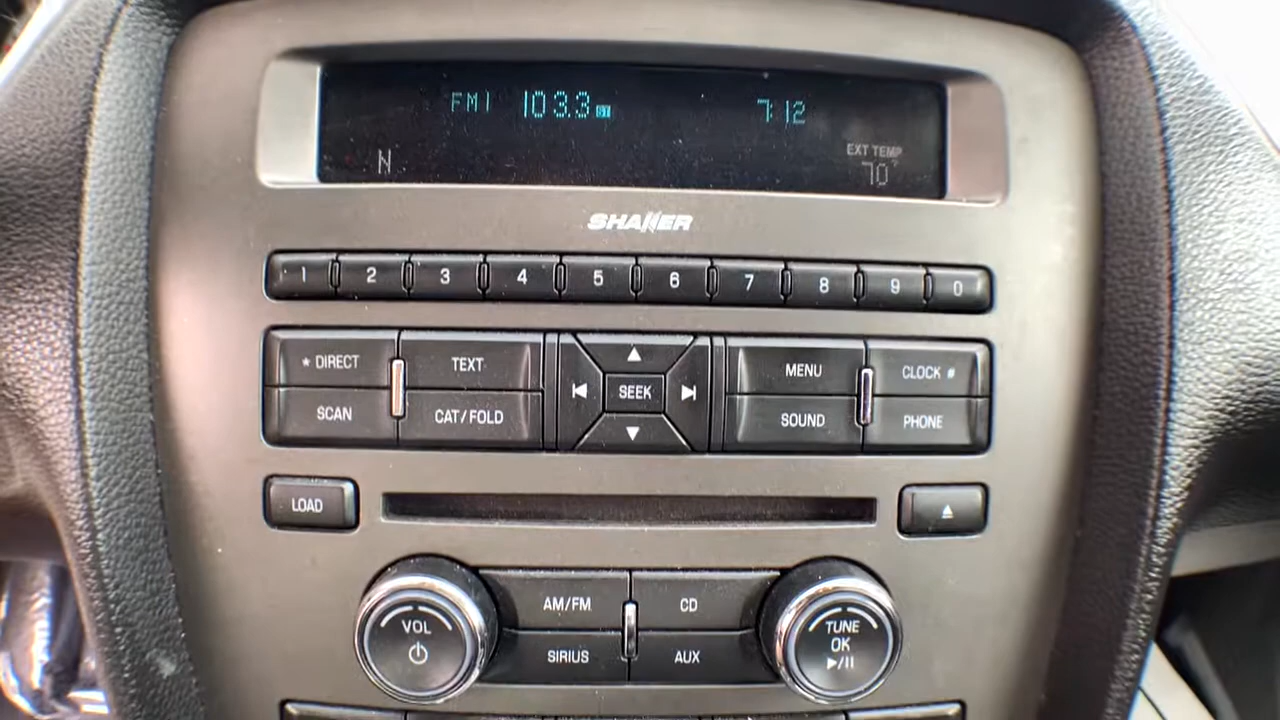 FM1 103.3 ST 7:12
N EXT TEMP
70°
SHAKER
1 2 3 4 5 6 7 8 9 0
* DIRECT TEXT MENU CLOCK #
SEEK
SCAN CAT/FOLD SOUND PHONE
LOAD
VOL AM/FM CD TUNE
OK
SIRIUS AUX